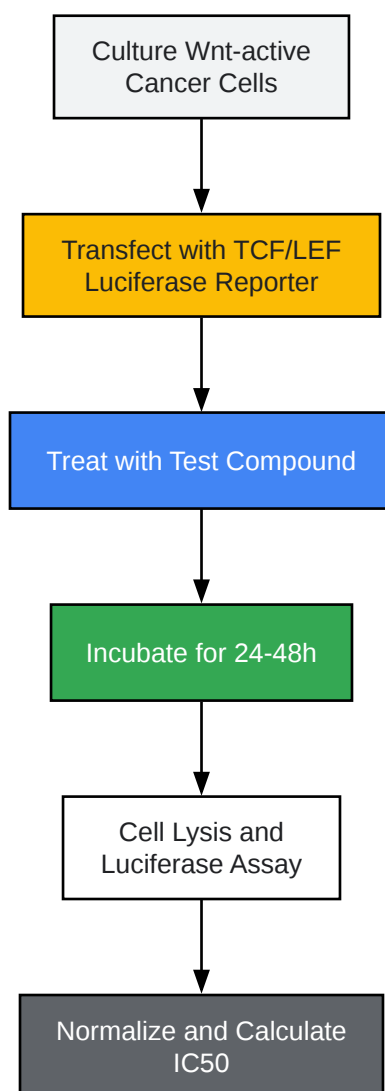 Culture Wnt-active
Cancer Cells
Transfect with TCF/LEF
Luciferase Reporter
Treat with Test Compound
Incubate for 24-48h
Cell Lysis and
Luciferase Assay
Normalize and Calculate
IC50